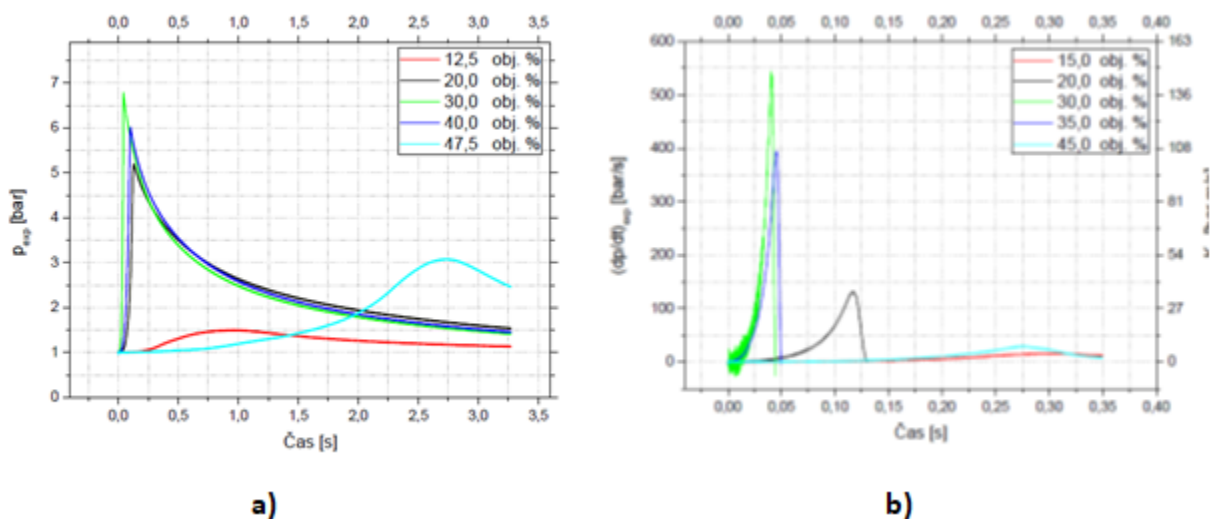 0,0 0,5 1,0 1,5 2,0 2,5 3,0 3,5
7
6
5
4
3
2
1
0
p exp [bar]
12,5 obj. %
20,0 obj. %
30,0 obj. %
40,0 obj. %
47,5 obj. %
0,0 0,5 1,0 1,5 2,0 2,5 3,0 3,5
Čas [s]
a)
0,00 0,05 0,10 0,15 0,20 0,25 0,30 0,35 0,40
600
500
400
300
200
100
0
(dp/dt)exp [bar/s]
15,0 obj. %
20,0 obj. %
30,0 obj. %
35,0 obj. %
45,0 obj. %
163
136
108
81
54
27
0
0,00 0,05 0,10 0,15 0,20 0,25 0,30 0,35 0,40
Čas [s]
b)